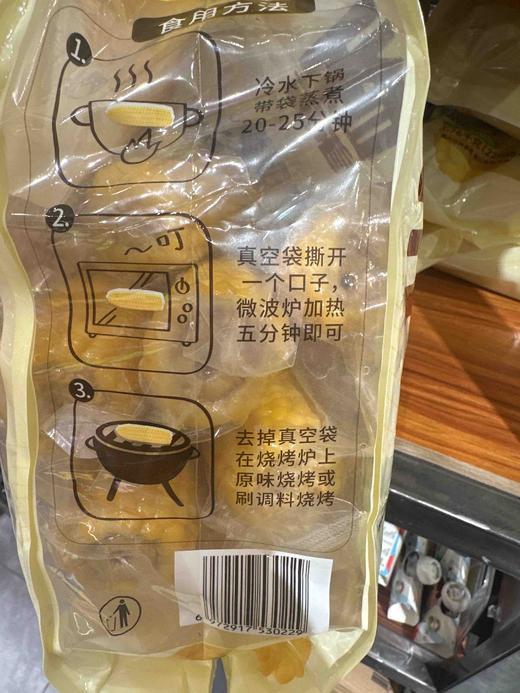 食用方法
1.
冷水下锅
带袋蒸煮
20-25分钟
2.
~叮
真空袋撕开
一个口子，
微波炉加热
五分钟即可
3.
去掉真空袋
在烧烤炉上
原味烧烤或
刷调料烧烤